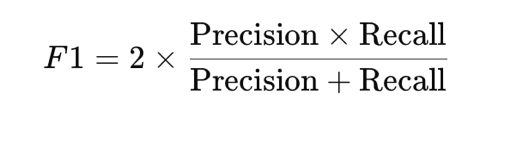 F1 = 2 × Precision × Recall / Precision + Recall